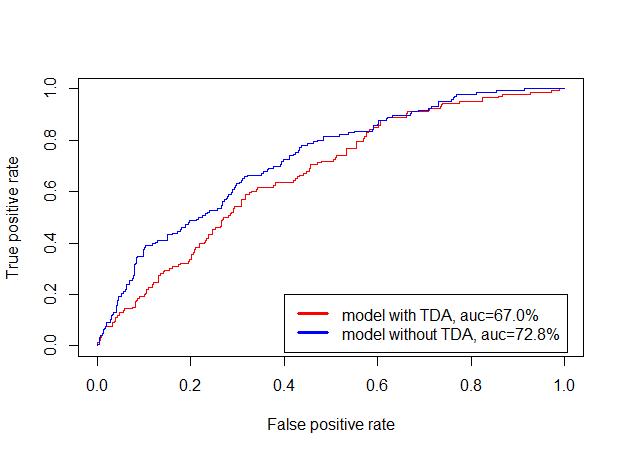 1.0
0.8
0.6
0.4
0.2
0.0
True positive rate
model with TDA, auc=67.0%
model without TDA, auc=72.8%
0.0 0.2 0.4 0.6 0.8 1.0
False positive rate